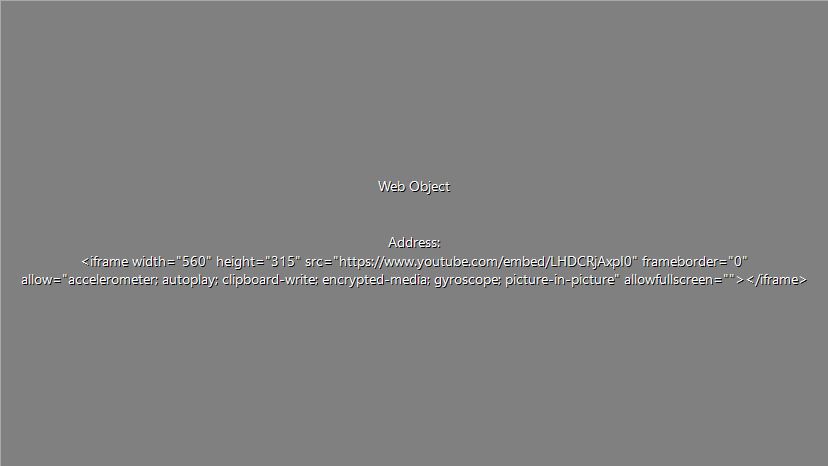 Web Object
Address:
<iframe width="560" height="315" src="https://www.youtube.com/embed/LHDCRjAxpI0" frameborder="0"
allow="accelerometer; autoplay; clipboard-write; encrypted-media; gyroscope; picture-in-picture" allowfullscreen=""></iframe>